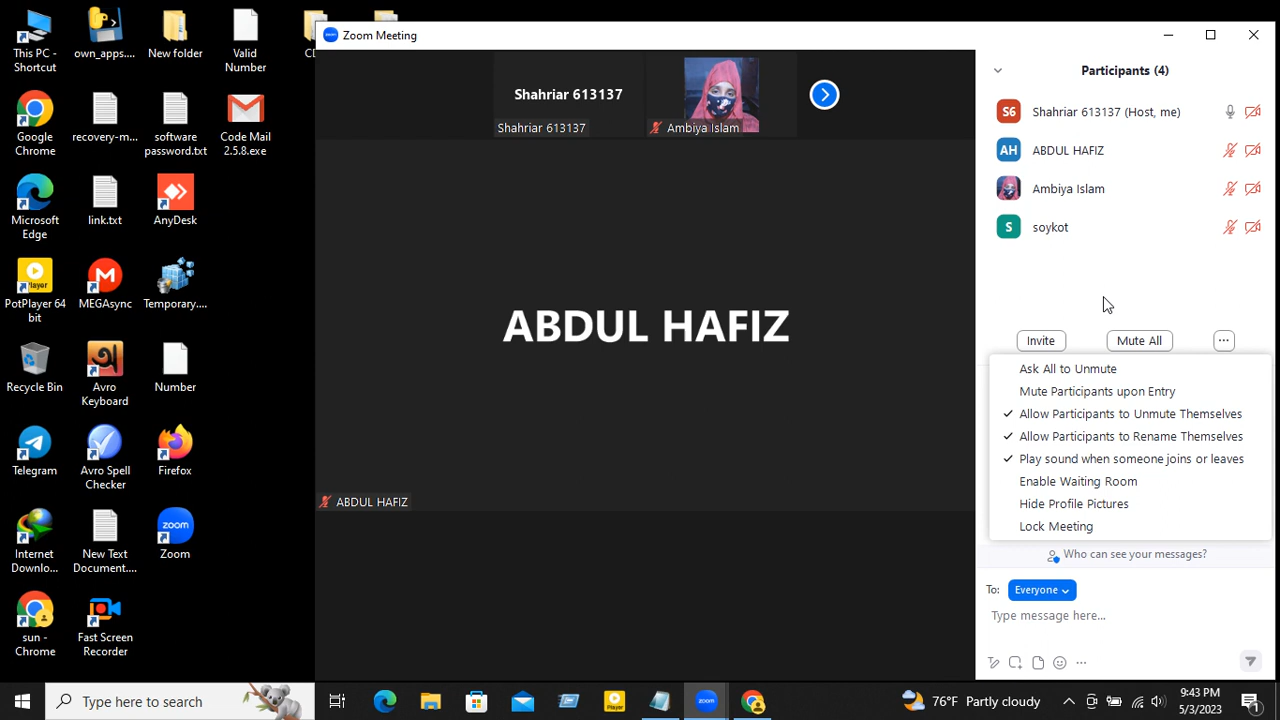 This PC -
Shortcut
own_apps....
New folder
Valid
Number
Google
Chrome
recovery-m...
software
password.txt
Code Mail
2.5.8.exe
Microsoft
Edge
link.txt
AnyDesk
PotPlayer 64
bit
MEGAsync
Temporary....
Recycle Bin
Avro
Keyboard
Number
Telegram
Avro Spell
Checker
Firefox
Internet
Downlo...
New Text
Document....
Zoom
sun -
Chrome
Fast Screen
Recorder
Zoom Meeting
Shahriar 613137
Shahriar 613137
Ambiya Islam
ABDUL HAFIZ
ABDUL HAFIZ
Participants (4)
S6 Shahriar 613137 (Host, me)
AH ABDUL HAFIZ
Ambiya Islam
S soykot
Invite Mute All ...
Ask All to Unmute
Mute Participants upon Entry
Allow Participants to Unmute Themselves
Allow Participants to Rename Themselves
Play sound when someone joins or leaves
Enable Waiting Room
Hide Profile Pictures
Lock Meeting
Who can see your messages?
To: Everyone
Type message here...
Type here to search
76°F Partly cloudy
9:43 PM
5/3/2023
1